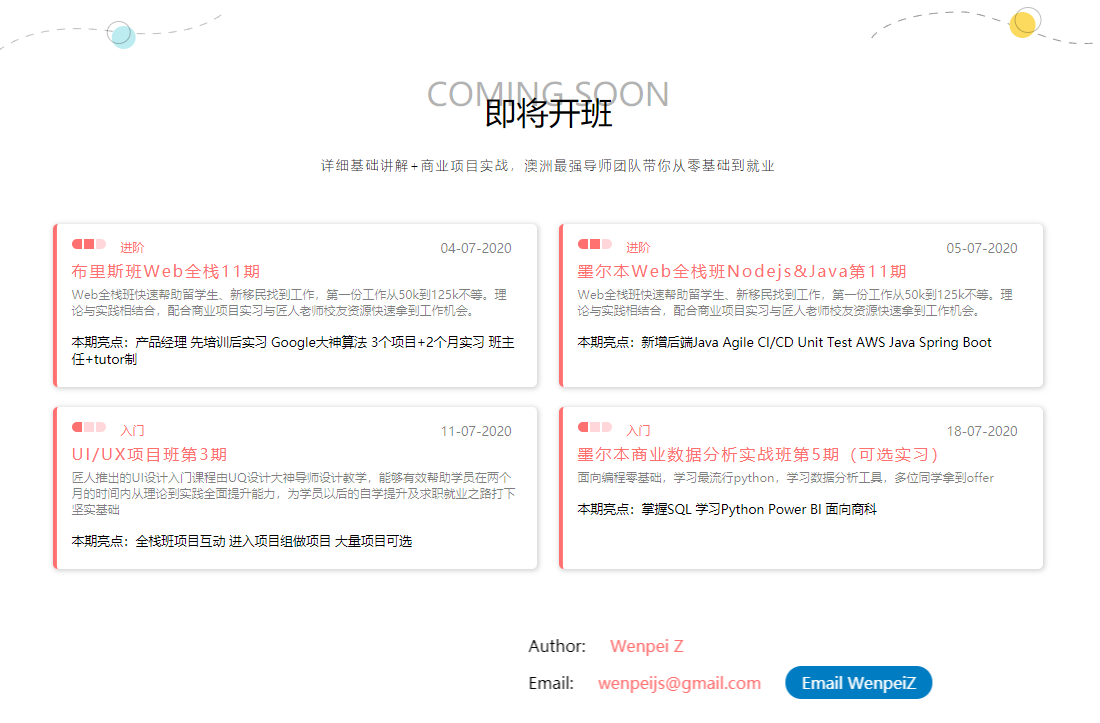 COMING SOON
即将开班
详细基础讲解+商业项目实战，澳洲最强导师团队带你从零基础到就业
进阶
04-07-2020
布里斯班Web全栈11期
Web全栈班快速帮助留学生、新移民找到工作，第一份工作从50k到125k不等。理
论与实践相结合，配合商业项目实习与匠人老师校友资源快速拿到工作机会。
本期亮点：产品经理 先培训后实习 Google大神算法 3个项目+2个月实习 班主
任+tutor制
进阶
05-07-2020
墨尔本Web全栈班Nodejs&Java第11期
Web全栈班快速帮助留学生、新移民找到工作，第一份工作从50k到125k不等。理
论与实践相结合，配合商业项目实习与匠人老师校友资源快速拿到工作机会。
本期亮点：新增后端Java Agile CI/CD Unit Test AWS Java Spring Boot
入门
11-07-2020
UI/UX项目班第3期
匠人推出的UI设计入门课程由UQ设计大神导师设计教学，能够有效帮助学员在两个
月的时间内从理论到实践全面提升能力，为学员以后的自学提升及求职就业之路打下
坚实基础
本期亮点：全栈班项目互动 进入项目组做项目 大量项目可选
入门
18-07-2020
墨尔本商业数据分析实战班第5期（可选实习）
面向编程零基础，学习最流行python，学习数据分析工具，多位同学拿到offer
本期亮点：掌握SQL 学习Python Power BI 面向商科
Author: Wenpei Z
Email: wenpeijs@gmail.com Email WenpeiZ